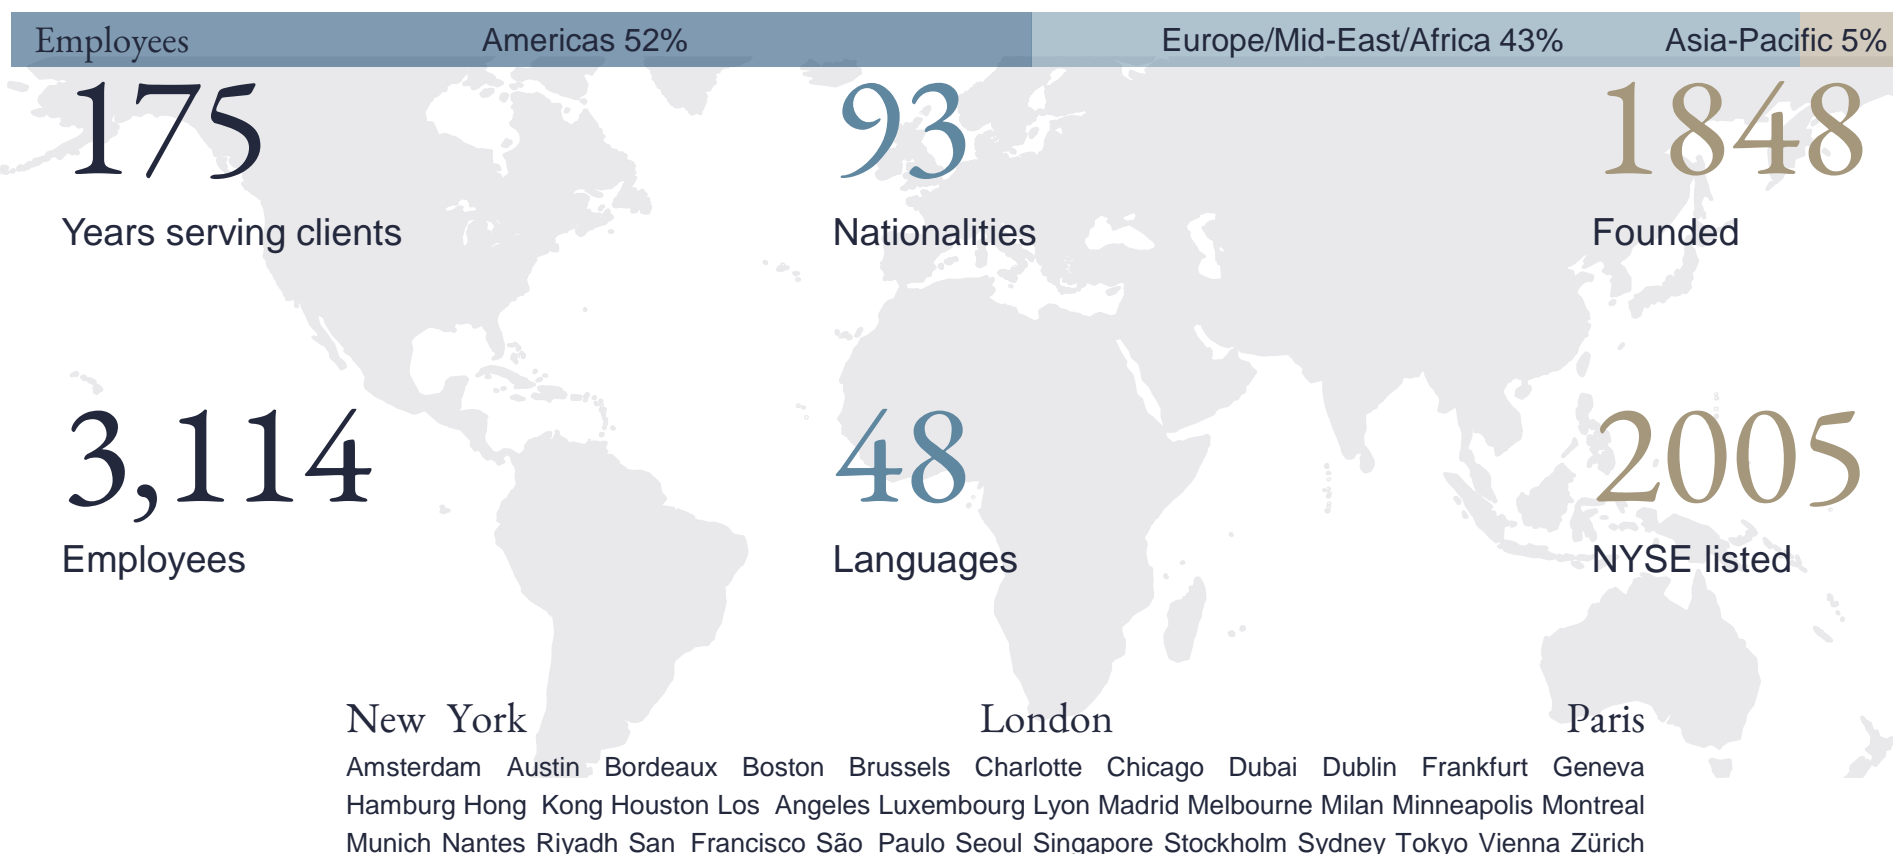 Employees Americas 52% Europe/Mid-East/Africa 43% Asia-Pacific 5%
175 93 1848
Years serving clients Nationalities Founded
3,114 48 2005
Employees Languages NYSE listed
New York London Paris
Amsterdam Austin Bordeaux Boston Brussels Charlotte Chicago Dubai Dublin Frankfurt Geneva
Hamburg Hong Kong Houston Los Angeles Luxembourg Lyon Madrid Melbourne Milan Minneapolis Montreal
Munich Nantes Riyadh San Francisco São Paulo Seoul Singapore Stockholm Sydney Tokyo Vienna Zürich